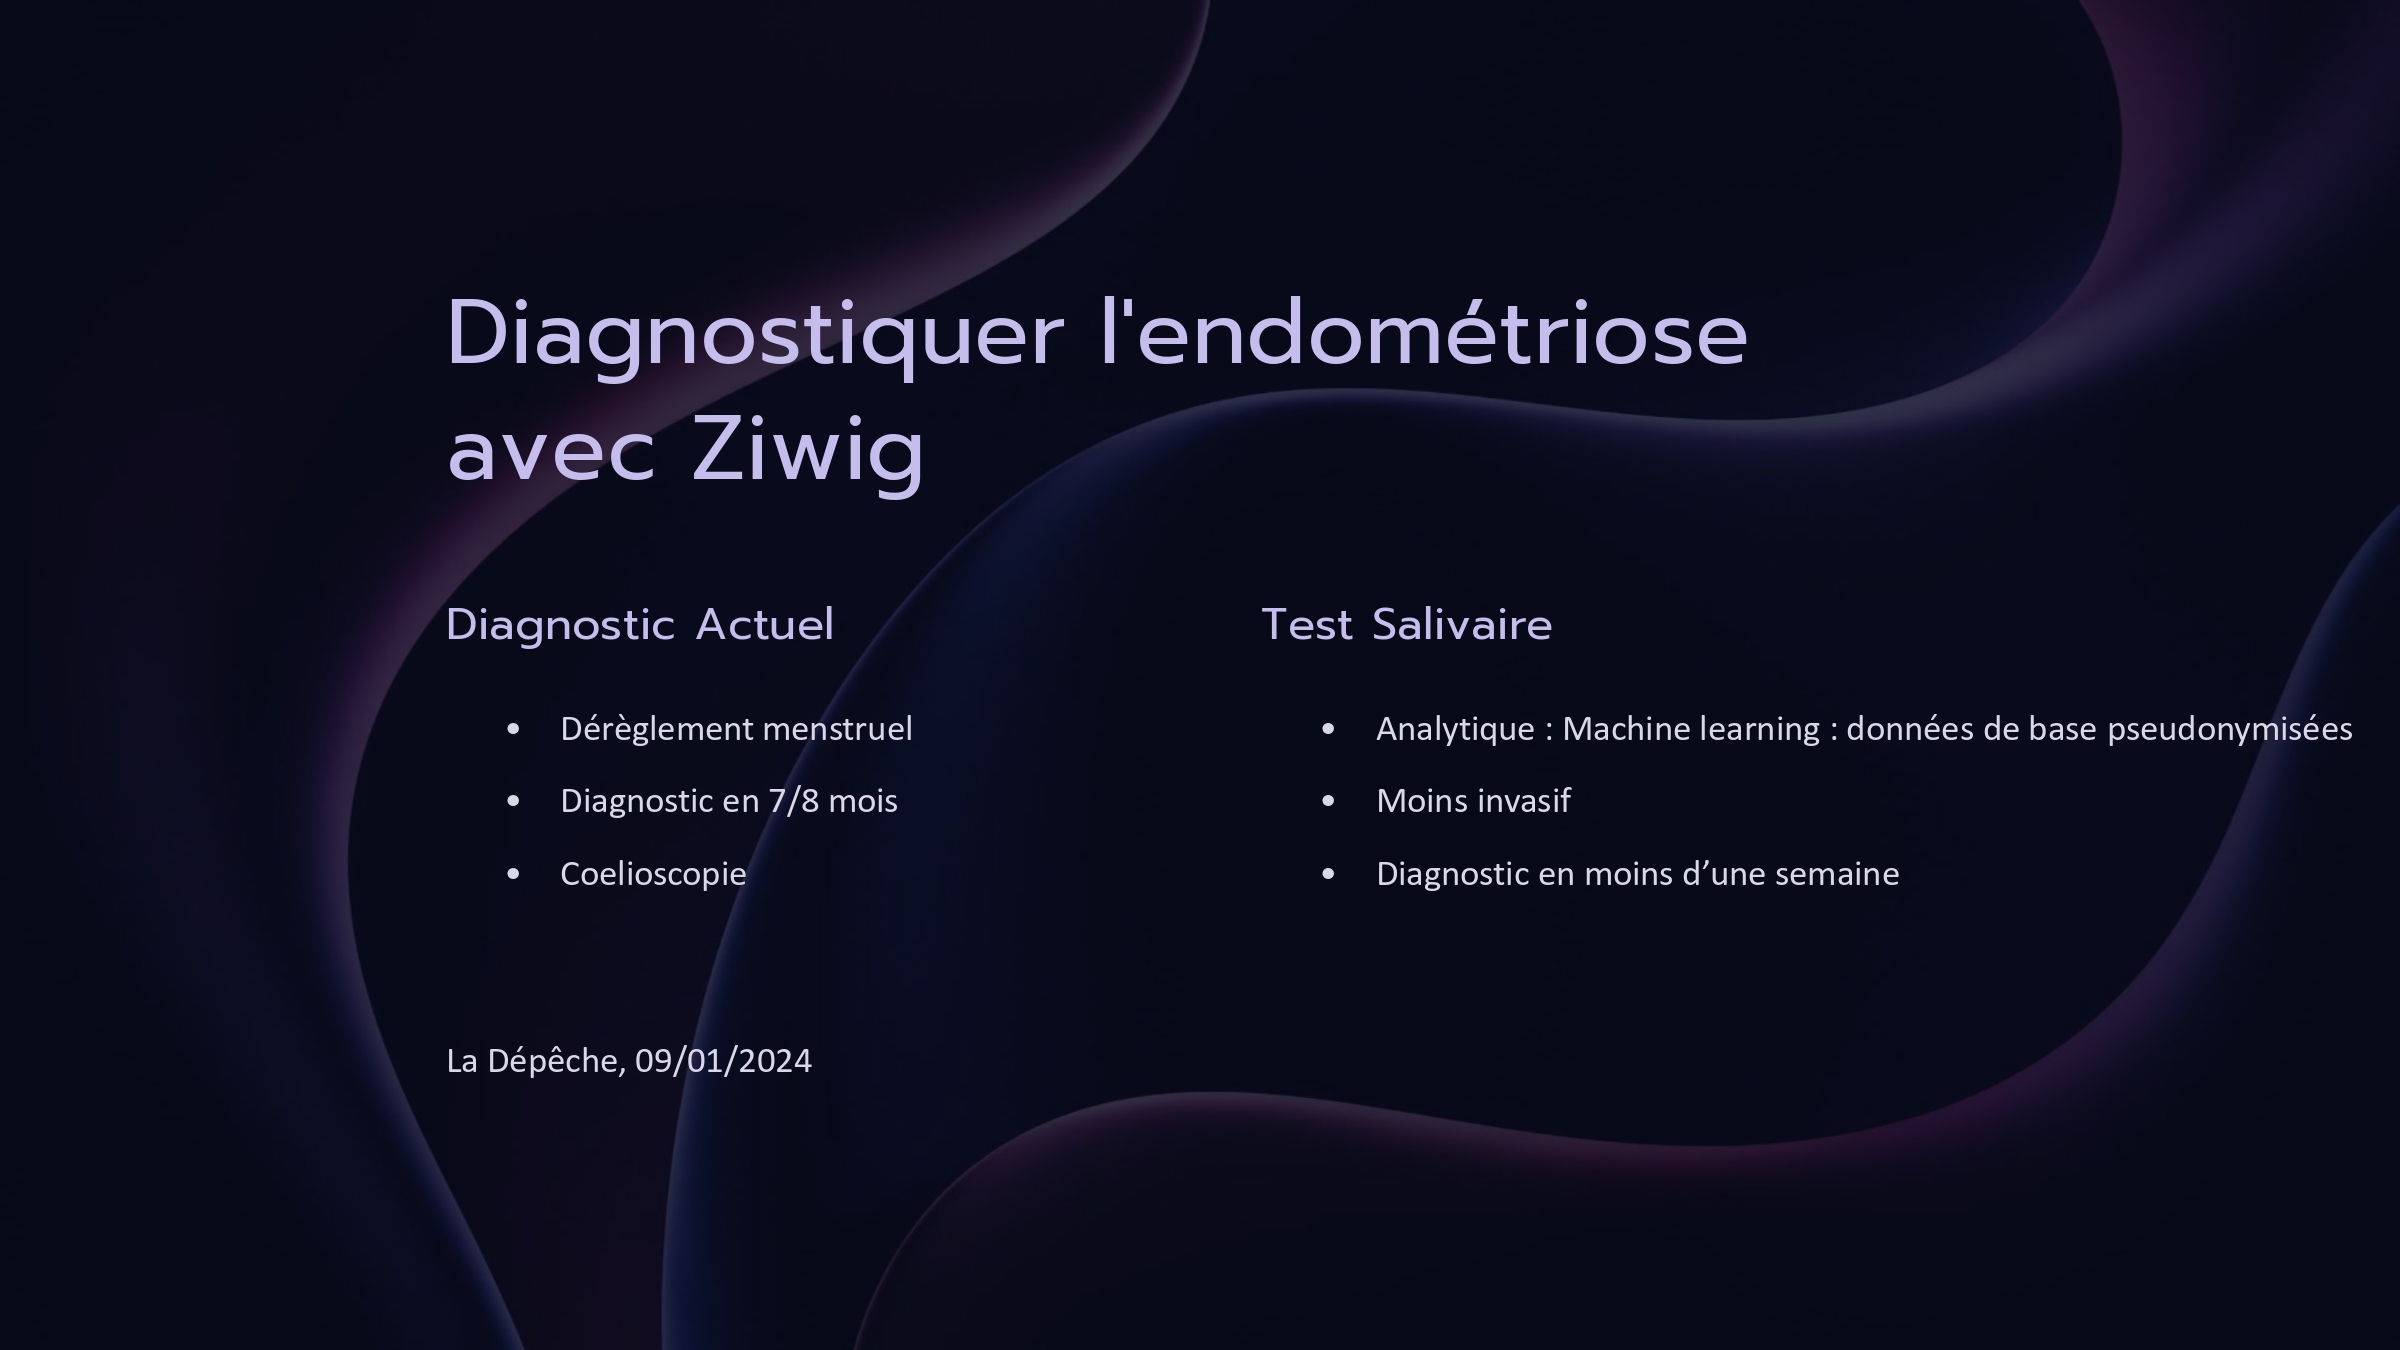 Diagnostiquer l'endométriose
avec Ziwig
Diagnostic Actuel
• Dérèglement menstruel
• Diagnostic en 7/8 mois
• Coelioscopie
Test Salivaire
• Analytique : Machine learning : données de base pseudonymisées
• Moins invasif
• Diagnostic en moins d’une semaine
La Dépêche, 09/01/2024